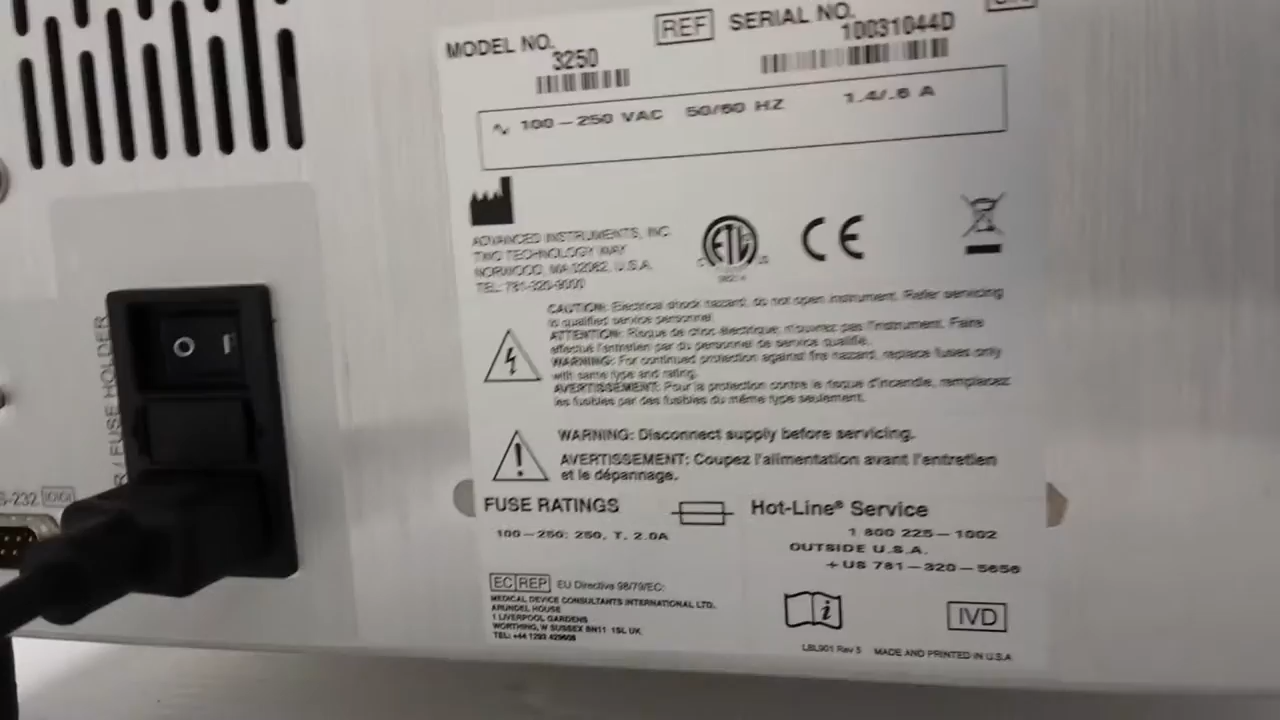 MODEL NO.
3250
REF
SERIAL NO.
10031044D
100-250 VAC 50/60 HZ 1.4/.6 A
ADVANCED INSTRUMENTS, INC.
TWO TECHNOLOGY WAY
NORWOOD, MA 02062, U.S.A.
TEL: 781-320-9000
ETL
CE
CAUTION: Electrical shock hazard, do not open instrument. Refer servicing
to qualified service personnel.
ATTENTION: Risque de choc électrique; n'ouvrez pas l'instrument. Faire
effectué l'entretien par du personnel de service qualifié.
WARNING: For continued protection against fire hazard, replace fuses only
with same type and rating.
AVERTISSEMENT: Pour la protection contre le risque d'incendie, remplacez
les fusibles par des fusibles du même type seulement.
WARNING: Disconnect supply before servicing.
AVERTISSEMENT: Coupez l'alimentation avant l'entretien
et le dépannage.
FUSE RATINGS
100-250: 250, T, 2.0A
Hot-Line® Service
1 800 225-1002
OUTSIDE U.S.A.
+US 781-320-5656
EC REP EU Directive 98/79/EC:
MEDICAL DEVICE CONSULTANTS INTERNATIONAL LTD.
ARUNDEL HOUSE
1 LIVERPOOL GARDENS
WORTHING, W SUSSEX BN11 1SL UK
i
IVD
LBL901 Rev 5 MADE AND PRINTED IN U.S.A
/ FUSE HOLDER
S-232